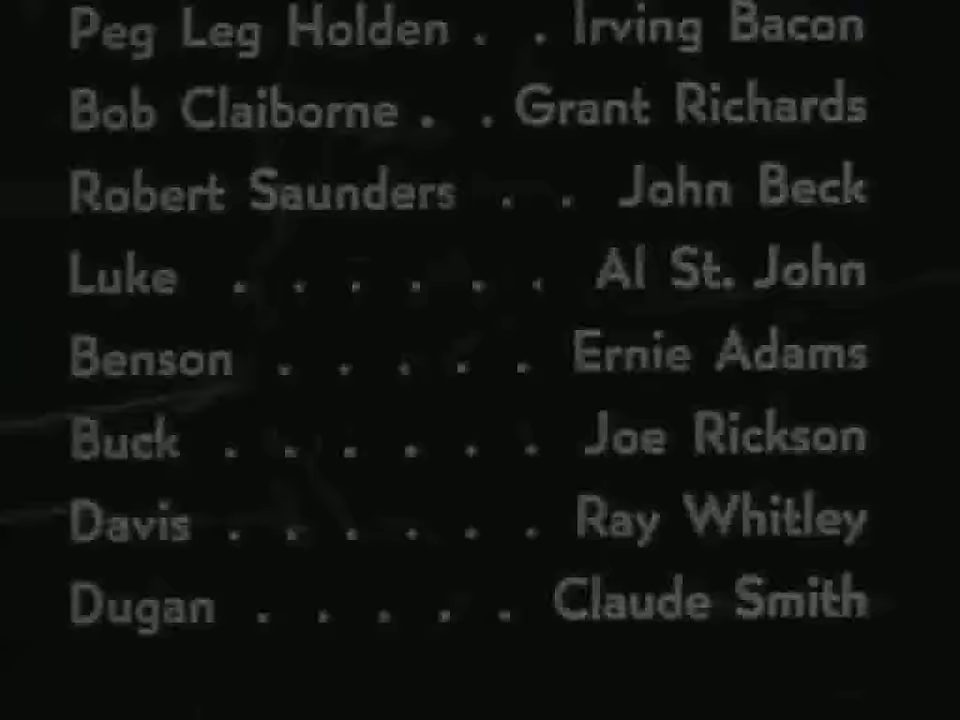 Peg Leg Holden . . Irving Bacon
Bob Claiborne . . Grant Richards
Robert Saunders . . John Beck
Luke . . . . . . Al St. John
Benson . . . . . Ernie Adams
Buck . . . . . . Joe Rickson
Davis . . . . . . Ray Whitley
Dugan . . . . . Claude Smith